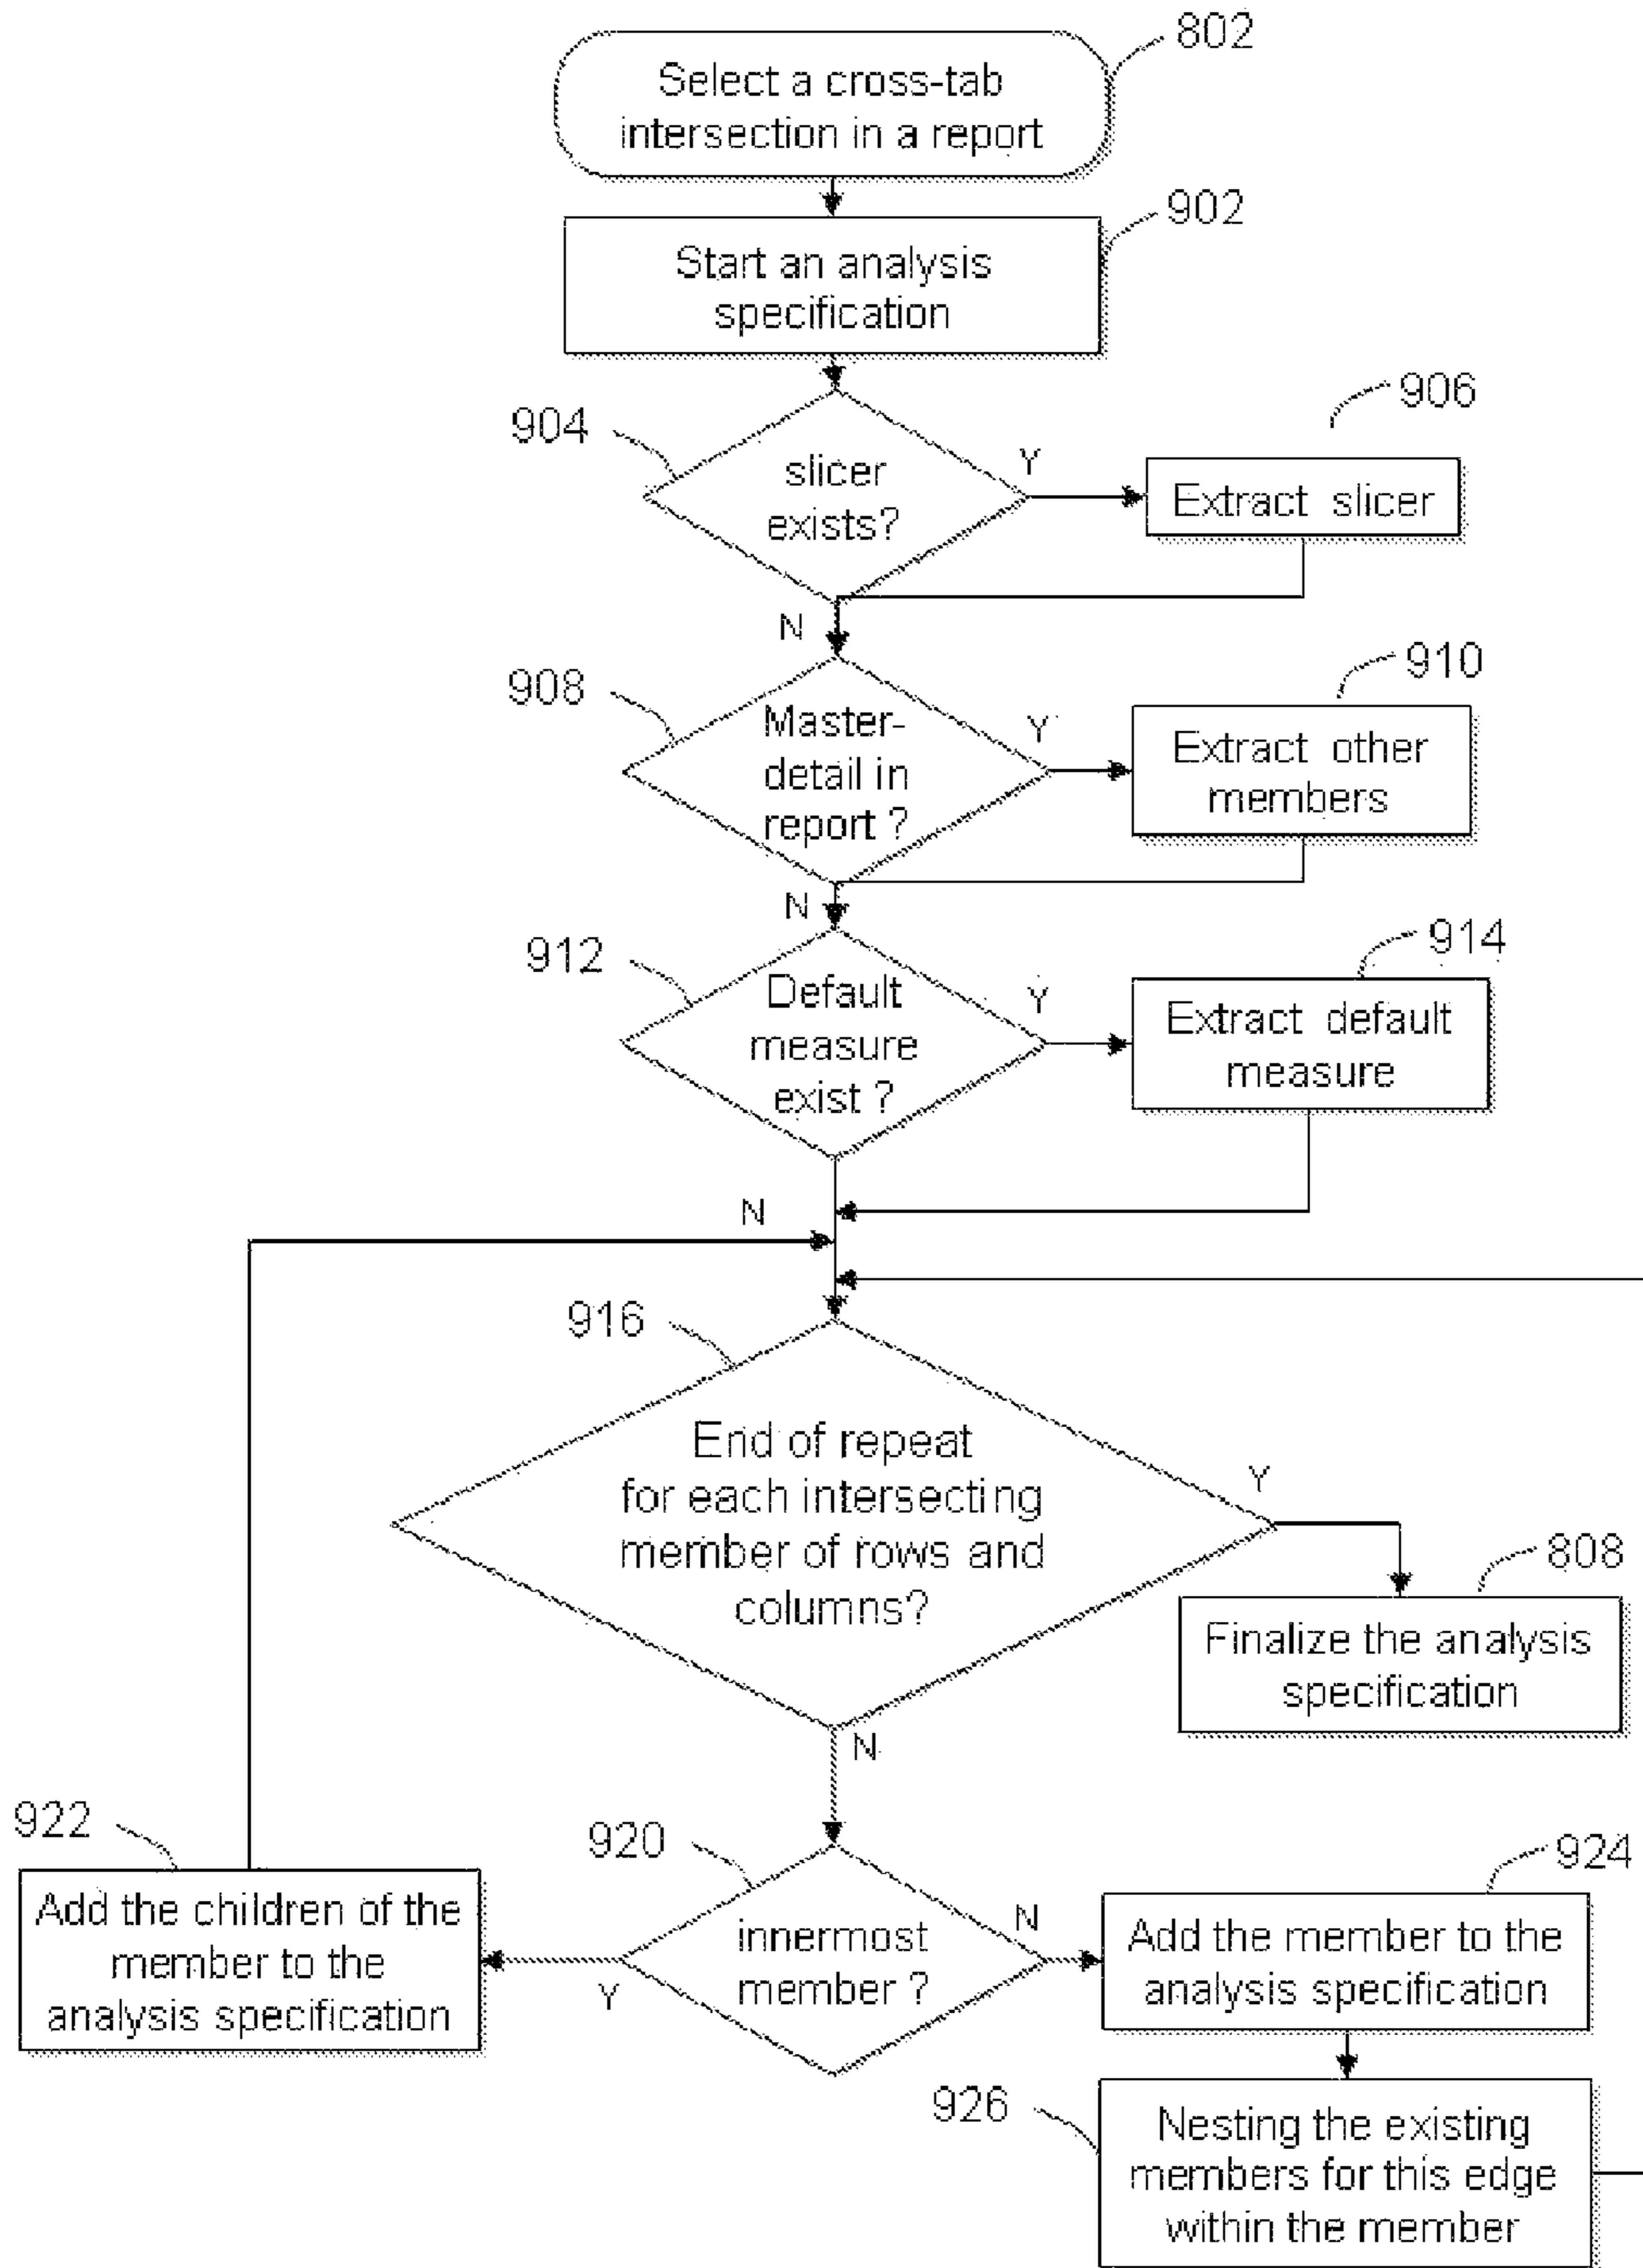 802
Select a cross-tab
intersection in a report
902
Start an analysis
specification
904
slicer
exists?
Y
906
Extract slicer
N
908
Master-
detail in
report ?
Y
910
Extract other
members
N
912
Default
measure
exist ?
Y
914
Extract default
measure
N
916
End of repeat
for each intersecting
member of rows and
columns?
Y
808
Finalize the analysis
specification
N
922
Add the children of the
member to the
analysis specification
920
innermost
member ?
Y
N
924
Add the member to the
analysis specification
926
Nesting the existing
members for this edge
within the member